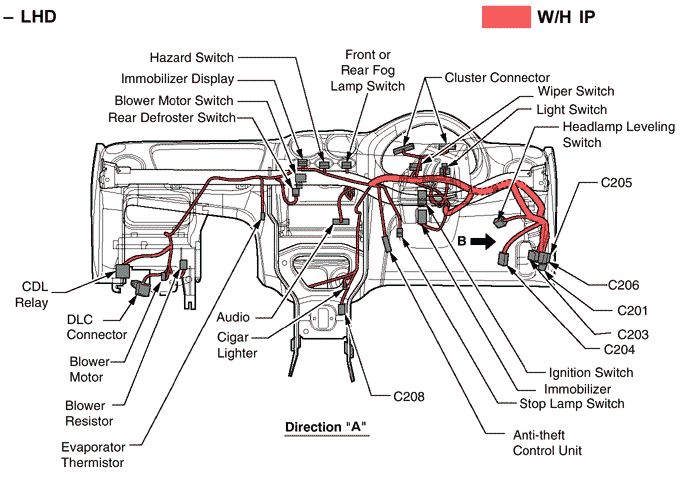 – LHD
W/H IP
Hazard Switch
Immobilizer Display
Blower Motor Switch
Rear Defroster Switch
Front or
Rear Fog
Lamp Switch
Cluster Connector
Wiper Switch
Light Switch
Headlamp Leveling
Switch
C205
B
C206
C201
C203
C204
CDL
Relay
DLC
Connector
Blower
Motor
Blower
Resistor
Evaporator
Thermistor
Audio
Cigar
Lighter
C208
Ignition Switch
Immobilizer
Stop Lamp Switch
Anti-theft
Control Unit
Direction "A"